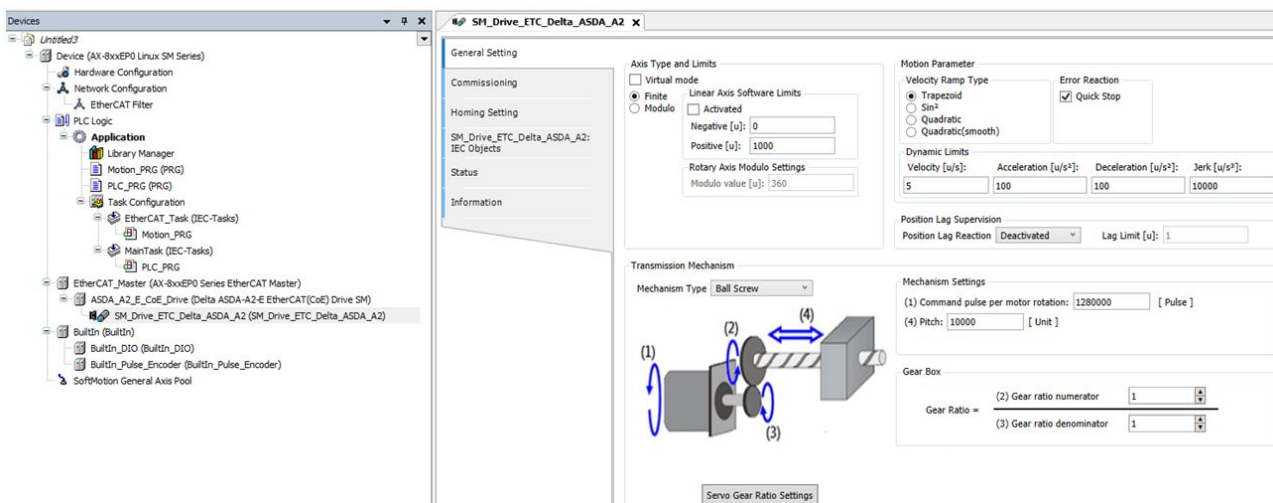 Devices
Untitled3
Device (AX-8xxEP0 Linux SM Series)
Hardware Configuration
Network Configuration
EtherCAT Filter
PLC Logic
Application
Library Manager
Motion_PRG (PRG)
PLC_PRG (PRG)
Task Configuration
EtherCAT_Task (IEC-Tasks)
Motion_PRG
MainTask (IEC-Tasks)
PLC_PRG
EtherCAT_Master (AX-8xxEP0 Series EtherCAT Master)
ASDA_A2_E_CoE_Drive (Delta ASDA-A2-E EtherCAT(CoE) Drive SM)
SM_Drive_ETC_Delta_ASDA_A2 (SM_Drive_ETC_Delta_ASDA_A2)
BuiltIn (BuiltIn)
BuiltIn_DIO (BuiltIn_DIO)
BuiltIn_Pulse_Encoder (BuiltIn_Pulse_Encoder)
SoftMotion General Axis Pool
SM_Drive_ETC_Delta_ASDA_A2 X
General Setting
Commissioning
Homing Setting
SM_Drive_ETC_Delta_ASDA_A2:
IEC Objects
Status
Information
Axis Type and Limits
Virtual mode
Finite
Modulo
Linear Axis Software Limits
Activated
Negative [u]: 0
Positive [u]: 1000
Rotary Axis Modulo Settings
Modulo value [u]: 360
Motion Parameter
Velocity Ramp Type
Trapezoid
Sin²
Quadratic
Quadratic(smooth)
Error Reaction
Quick Stop
Dynamic Limits
Velocity [u/s]: Acceleration [u/s²]: Deceleration [u/s²]: Jerk [u/s³]:
5 100 100 10000
Position Lag Supervision
Position Lag Reaction Deactivated Lag Limit [u]: 1
Transmission Mechanism
Mechanism Type Ball Screw
(1)
(2)
(4)
(3)
Servo Gear Ratio Settings
Mechanism Settings
(1) Command pulse per motor rotation: 1280000 [ Pulse ]
(4) Pitch: 10000 [ Unit ]
Gear Box
(2) Gear ratio numerator 1
Gear Ratio =
(3) Gear ratio denominator 1